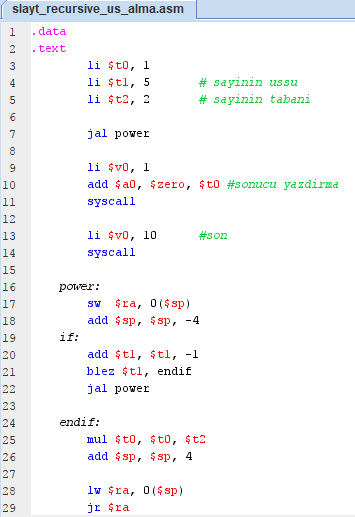 slayt_recursive_us_alma.asm
1 .data
2 .text
3 li $t0, 1
4 li $t1, 5 # sayinin ussu
5 li $t2, 2 # sayinin tabani
6
7 jal power
8
9 li $v0, 1
10 add $a0, $zero, $t0 #sonucu yazdirma
11 syscall
12
13 li $v0, 10 #son
14 syscall
15
16 power:
17 sw $ra, 0($sp)
18 add $sp, $sp, -4
19 if:
20 add $t1, $t1, -1
21 blez $t1, endif
22 jal power
23
24 endif:
25 mul $t0, $t0, $t2
26 add $sp, $sp, 4
27
28 lw $ra, 0($sp)
29 jr $ra